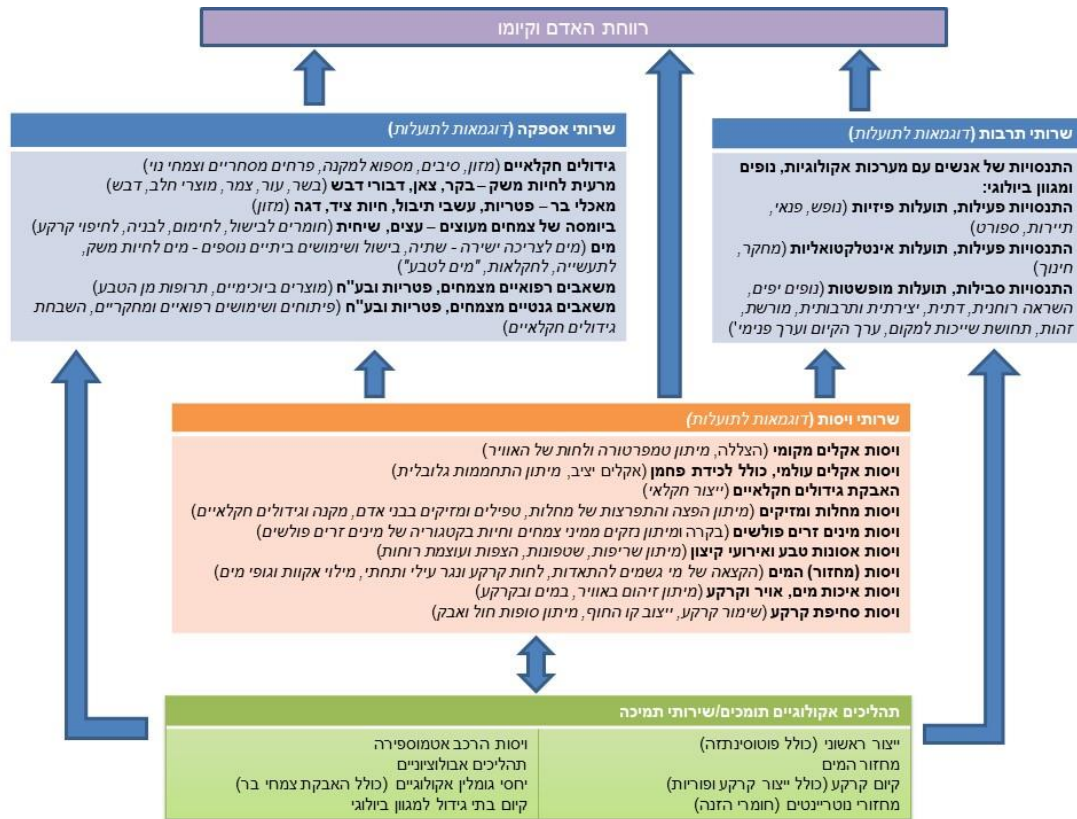 רווחת האדם וקיומו
שרותי תרבות (דוגמאות לתועלות)
התנסויות של אנשים עם מערכות אקולוגיות, נופים
ומגוון ביולוגי:
התנסויות פעילות, תועלות פיזיות (נופש, פנאי,
תיירות, ספורט)
התנסויות פעילות, תועלות אינטלקטואליות (מחקר,
חינוך)
התנסויות סבילות, תועלות מופשטות (נופים יפים,
השראה רוחנית, דתית, יצירתית ותרבותית, מורשת,
זהות, תחושת שייכות למקום, ערך הקיום וערך פנימי')
שרותי אספקה (דוגמאות לתועלות)
גידולים חקלאיים (מזון, סיבים, מספוא למקנה, פרחים מסחריים וצמחי נוי)
מרעית לחיות משק – בקר, צאן, דבורי דבש (בשר, עור, צמר, מוצרי חלב, דבש)
מאכלי בר – פטריות, עשבי תיבול, חיות ציד, דגה (מזון)
ביומסה של צמחים מעוצים – עצים, שיחית (חומרים לבישול, לחימום, לבניה, לחיפוי קרקע)
מים (מים לצריכה ישירה - שתיה, בישול ושימושים ביתיים נוספים - מים לחיות משק,
לתעשייה, לחקלאות, "מים לטבע")
משאבים רפואיים מצמחים, פטריות ובע"ח (מוצרים ביוכימיים, תרופות מן הטבע)
משאבים גנטיים מצמחים, פטריות ובע"ח (פיתוחים ושימושים רפואיים ומחקריים, השבחת
גידולים חקלאיים)
שרותי ויסות (דוגמאות לתועלות)
ויסות אקלים מקומי (הצללה, מיתון טמפרטורה ולחות של האוויר)
ויסות אקלים עולמי, כולל לכידת פחמן (אקלים יציב, מיתון התחממות גלובלית)
האבקת גידולים חקלאיים (ייצור חקלאי)
ויסות מחלות ומזיקים (מיתון הפצה והתפרצות של מחלות, טפילים ומזיקים בבני אדם, מקנה וגידולים חקלאיים)
ויסות מינים זרים פולשים (בקרה ומיתון נזקים ממיני צמחים וחיות בקטגוריה של מינים זרים פולשים)
ויסות אסונות טבע ואירועי קיצון (מיתון שריפות, שטפונות, הצפות ועוצמת רוחות)
ויסות (מחזור) המים (הקצאה של מי גשמים להתאדות, לחות קרקע ונגר עילי ותחתי, מילוי אקוות וגופי מים)
ויסות איכות מים, אויר וקרקע (מיתון זיהום באוויר, במים ובקרקע)
ויסות סחיפת קרקע (שימור קרקע, ייצוב קו החוף, מיתון סופות חול ואבק)
תהליכים אקולוגיים תומכים/שירותי תמיכה
ייצור ראשוני (כולל פוטוסינתזה)
מחזור המים
קיום קרקע (כולל ייצור קרקע ופוריות)
מחזורי נוטריינטים (חומרי הזנה)
ויסות הרכב אטמוספירה
תהליכים אבולוציוניים
יחסי גומלין אקולוגיים (כולל האבקת צמחי בר)
קיום בתי גידול למגוון ביולוגי